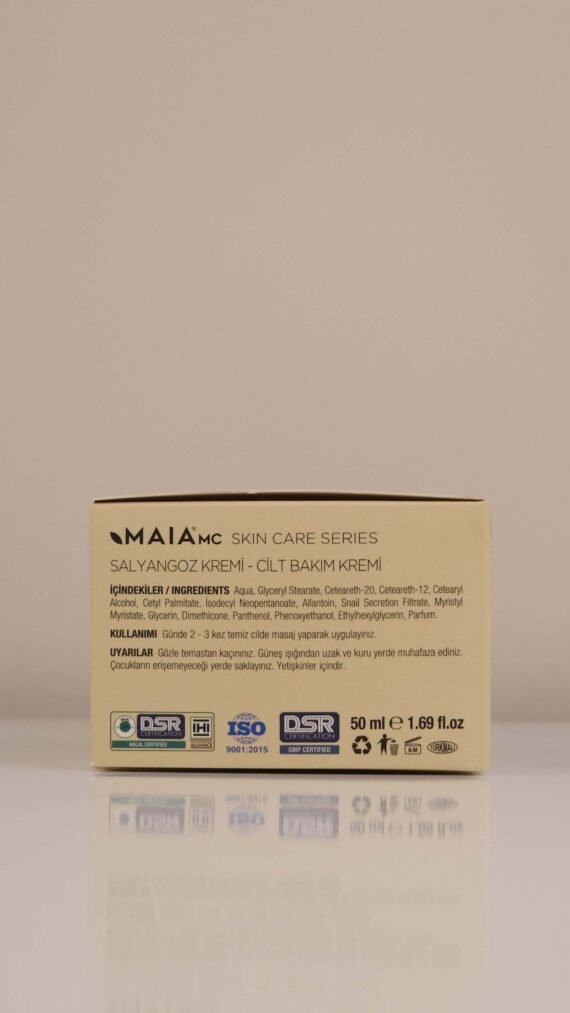 MAIA® MC SKIN CARE SERIES
SALYANGOZ KREMİ - CİLT BAKIM KREMİ
İÇİNDEKİLER / INGREDIENTS Aqua, Glyceryl Stearate, Ceteareth-20, Ceteareth-12, Cetearyl
Alcohol, Cetyl Palmitate, İsodecyl Neopentanoate, Allantoin, Snail Secretion Filtrate, Myristyl
Myristate, Glycerin, Dimethicone, Panthenol, Phenoxyethanol, Ethylhexylglycerin, Parfum.
KULLANIMI Günde 2 - 3 kez temiz cilde masaj yaparak uygulayınız.
UYARILAR Gözle temastan kaçınınız. Güneş ışığından uzak ve kuru yerde muhafaza ediniz.
Çocukların erişemeyeceği yerde saklayınız. Yetişkinler içindir.
DSR
CERTIFICATION
HALAL CERTIFIED
IHI
ALLIANCE
ISO
9001:2015
DSR
CERTIFICATION
GMP CERTIFIED
50 ml e 1.69 fl.oz
6M
TÜRKMALI